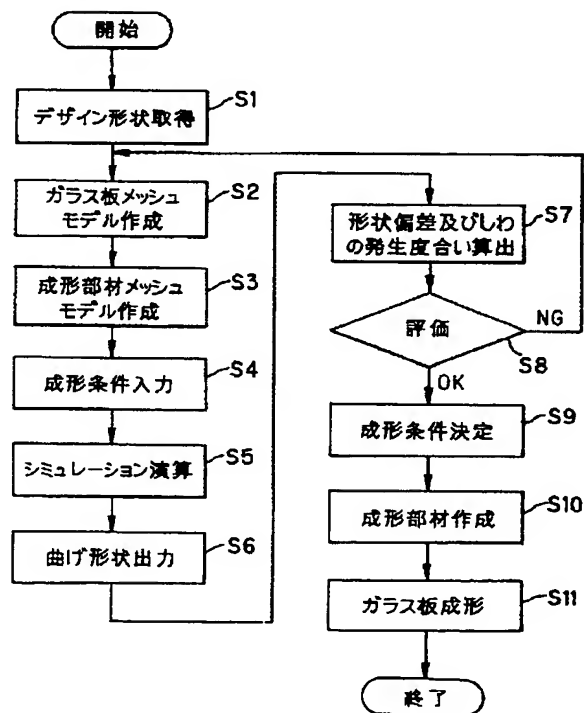 開始
デザイン形状取得
S1
ガラス板メッシュ
モデル作成
S2
成形部材メッシュ
モデル作成
S3
成形条件入力
S4
シミュレーション演算
S5
曲げ形状出力
S6
形状偏差及びしわ
の発生度合い算出
S7
評価
NG
S8
OK
成形条件決定
S9
成形部材作成
S10
ガラス板成形
S11
終了